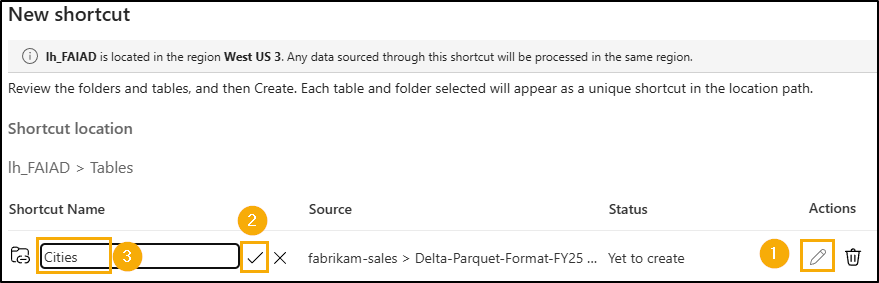 New shortcut
lh_FAIAD is located in the region West US 3. Any data sourced through this shortcut will be processed in the same region.
Review the folders and tables, and then Create. Each table and folder selected will appear as a unique shortcut in the location path.
Shortcut location
lh_FAIAD > Tables
Shortcut Name 2 Source Status Actions
Cities 3 fabrikam-sales > Delta-Parquet-Format-FY25 ... Yet to create 1